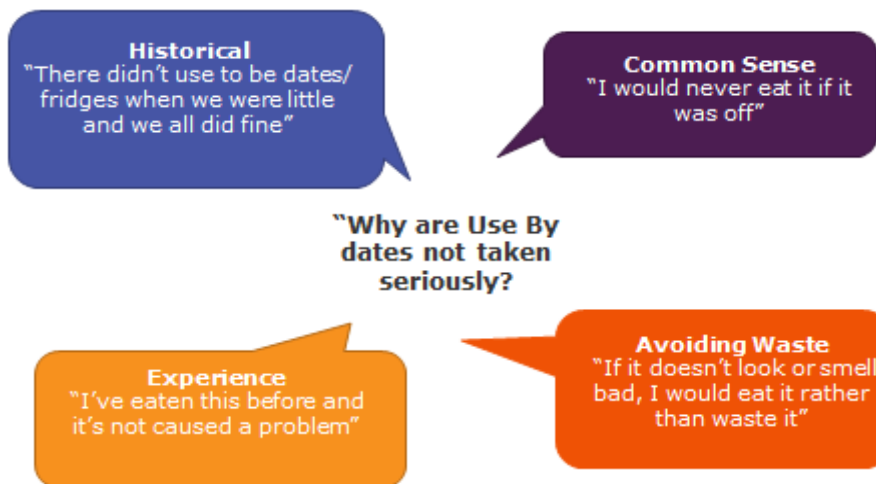 Historical
“There didn’t use to be dates/
fridges when we were little
and we all did fine”
Common Sense
“I would never eat it if it
was off”
“Why are Use By
dates not taken
seriously?
Experience
“I’ve eaten this before and
it’s not caused a problem”
Avoiding Waste
“If it doesn’t look or smell
bad, I would eat it rather
than waste it”